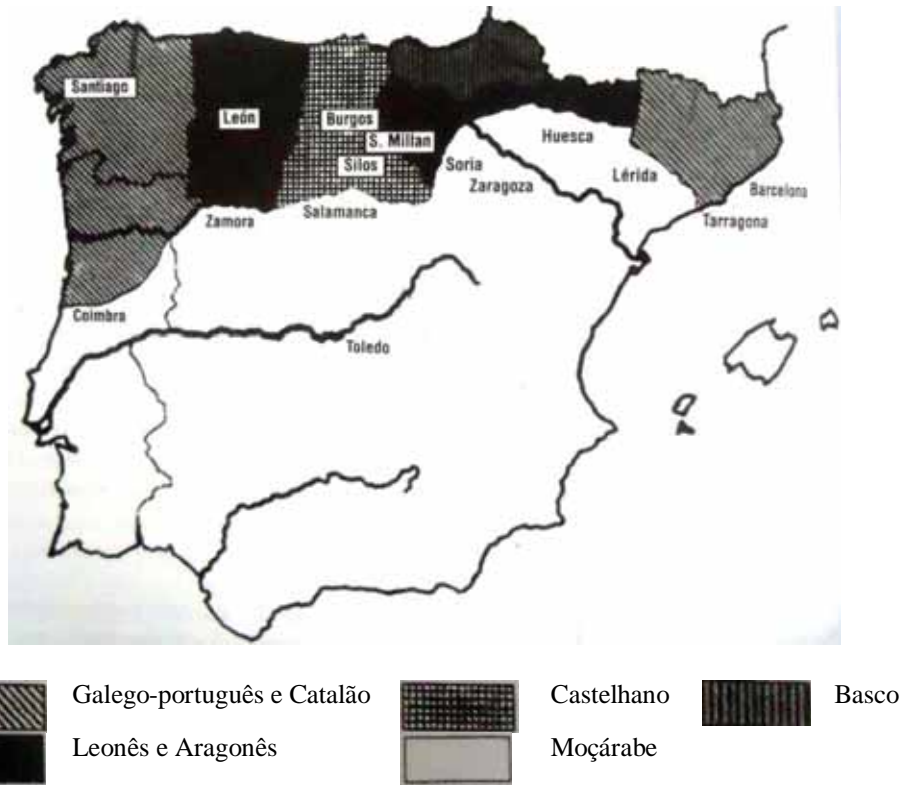 Santiago
León
Burgos
S. Millan
Silos
Soria
Huesca
Zaragoza
Lérida
Barcelona
Tarragona
Zamora
Salamanca
Coimbra
Toledo
Galego-português e Catalão
Castelhano
Basco
Leonês e Aragonês
Moçárabe